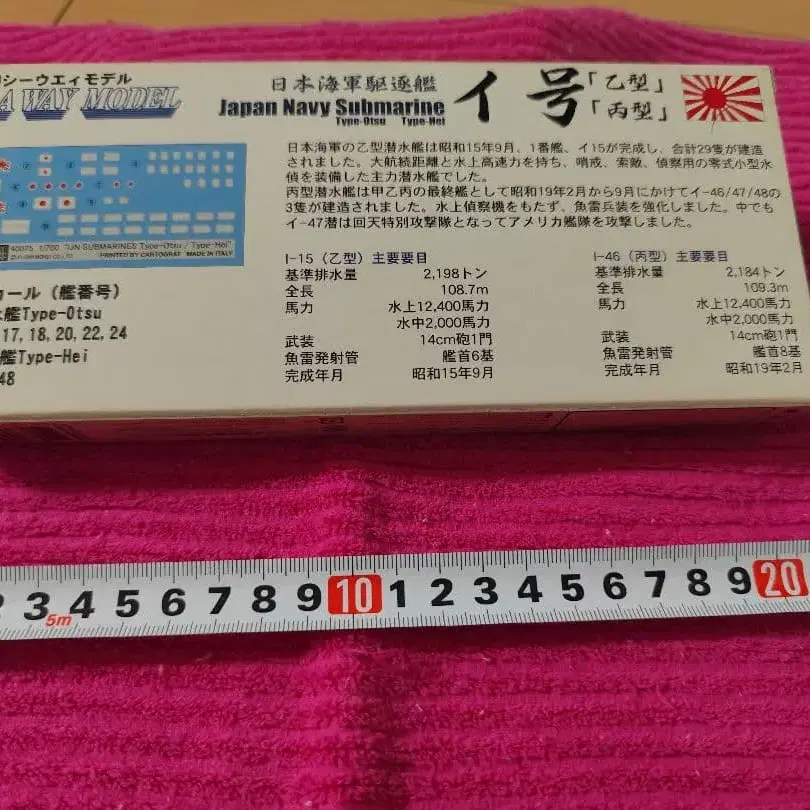 シーウエイモデル
A WAY MODEL
日本海軍駆逐艦
Japan Navy Submarine
Type-Otsu Type-Hei
イ号「乙型」
「丙型」
日本海軍の乙型潜水艦は昭和15年9月、1番艦、イ15が完成し、合計29隻が建造
されました。大航続距離と水上高速力を持ち、哨戒、索敵、偵察用の零式小型水
偵を装備した主力潜水艦でした。
丙型潜水艦は甲乙丙の最終艦として昭和19年2月から9月にかけてイ-46/47/48の
3隻が建造されました。水上偵察機をもたず、魚雷兵装を強化しました。中でも
イ-47潜は回天特別攻撃隊となってアメリカ艦隊を攻撃しました。
40075 1/700 "IJN SUBMARINES Type-Otsu / Type-Hei"
PRINTED BY CARTOGRAF MADE IN ITALY
カール（艦番号）
艦Type-Otsu
17, 18, 20, 22, 24
艦Type-Hei
48
I-15（乙型）主要要目
基準排水量 2,198トン
全長 108.7m
馬力 水上12,400馬力
水中2,000馬力
武装 14cm砲1門
魚雷発射管 艦首6基
完成年月 昭和15年9月
I-46（丙型）主要要目
基準排水量 2,184トン
全長 109.3m
馬力 水上12,400馬力
水中2,000馬力
武装 14cm砲1門
魚雷発射管 艦首8基
完成年月 昭和19年2月
3 4 5 6 7 8 9 10 1 2 3 4 5 6 7 8 9 20
5m